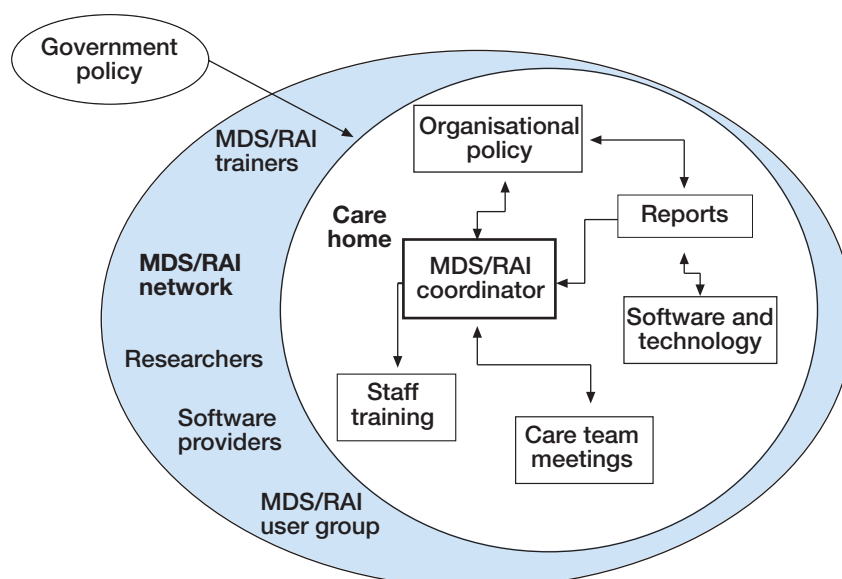 Government
policy
MDS/RAI
trainers
Organisational
policy
Care
home
Reports
MDS/RAI
network
MDS/RAI
coordinator
Software and
technology
Researchers
Staff
training
Software
providers
Care team
meetings
MDS/RAI
user group